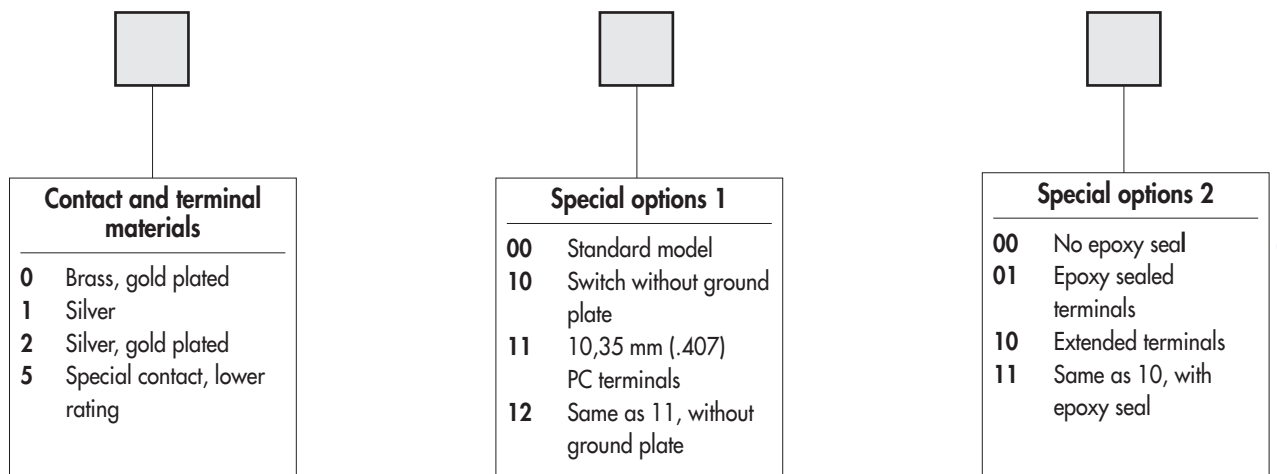 Contact and terminal
materials
0 Brass, gold plated
1 Silver
2 Silver, gold plated
5 Special contact, lower
rating
Special options 1
00 Standard model
10 Switch without ground
plate
11 10,35 mm (.407)
PC terminals
12 Same as 11, without
ground plate
Special options 2
00 No epoxy seal
01 Epoxy sealed
terminals
10 Extended terminals
11 Same as 10, with
epoxy seal